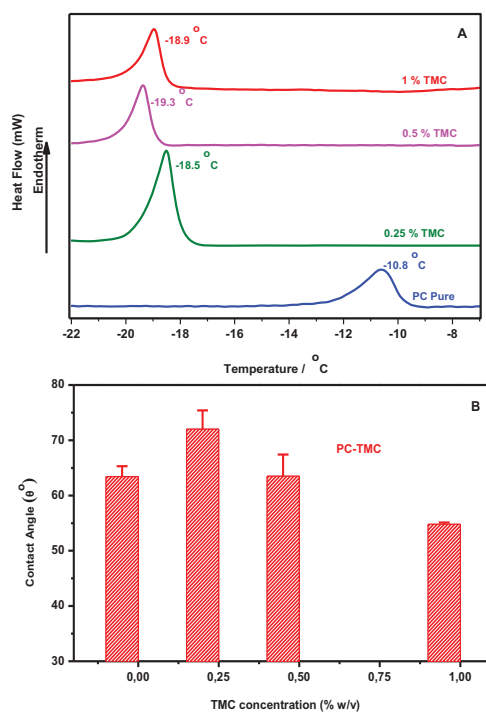 A
-18.9 °C
1 % TMC
-19.3 °C
0.5 % TMC
-18.5 °C
0.25 % TMC
-10.8 °C
PC Pure
Heat Flow (mW)
Endotherm
-22 -20 -18 -16 -14 -12 -10 -8
Temperature / °C
B
PC-TMC
80
70
60
50
40
30
Contact Angle (θ°)
0,00 0,25 0,50 0,75 1,00
TMC concentration (% w/v)